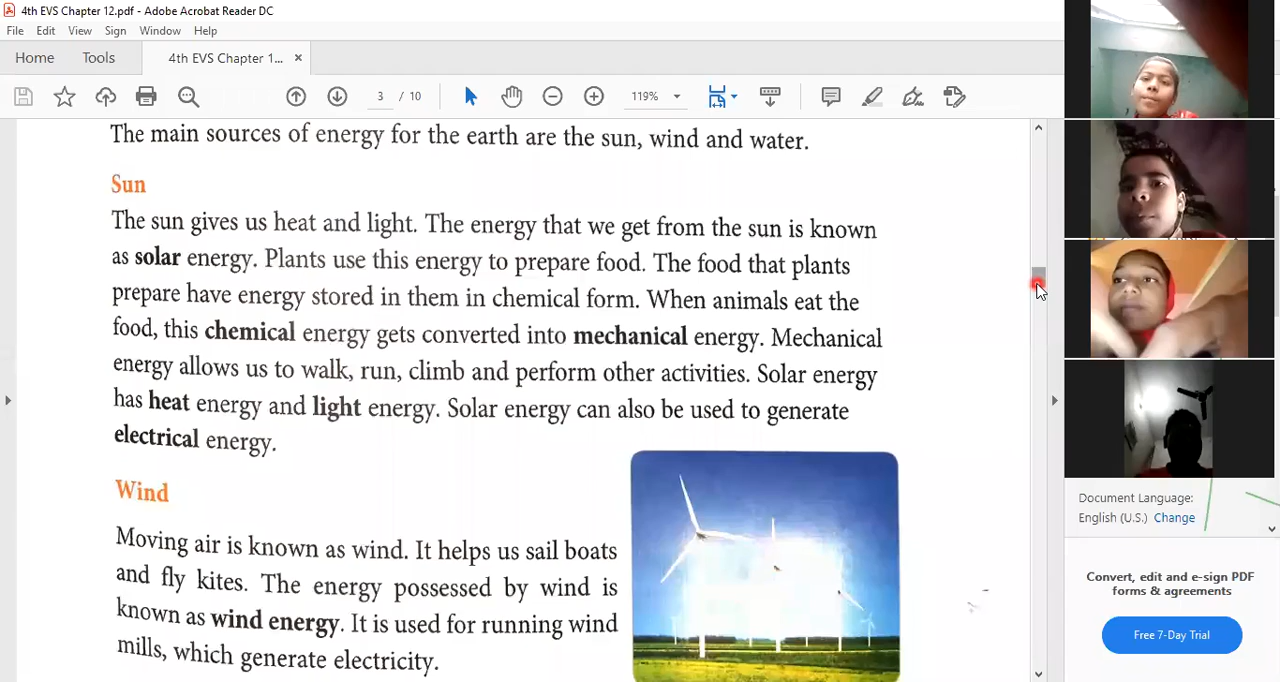 4th EVS Chapter 12.pdf - Adobe Acrobat Reader DC
File Edit View Sign Window Help
Home Tools 4th EVS Chapter 1... ×
3 / 10 119%
The main sources of energy for the earth are the sun, wind and water.
Sun
The sun gives us heat and light. The energy that we get from the sun is known
as solar energy. Plants use this energy to prepare food. The food that plants
prepare have energy stored in them in chemical form. When animals eat the
food, this chemical energy gets converted into mechanical energy. Mechanical
energy allows us to walk, run, climb and perform other activities. Solar energy
has heat energy and light energy. Solar energy can also be used to generate
electrical energy.
Wind
Moving air is known as wind. It helps us sail boats
and fly kites. The energy possessed by wind is
known as wind energy. It is used for running wind
mills, which generate electricity.
Document Language:
English (U.S.) Change
Convert, edit and e-sign PDF
forms & agreements
Free 7-Day Trial